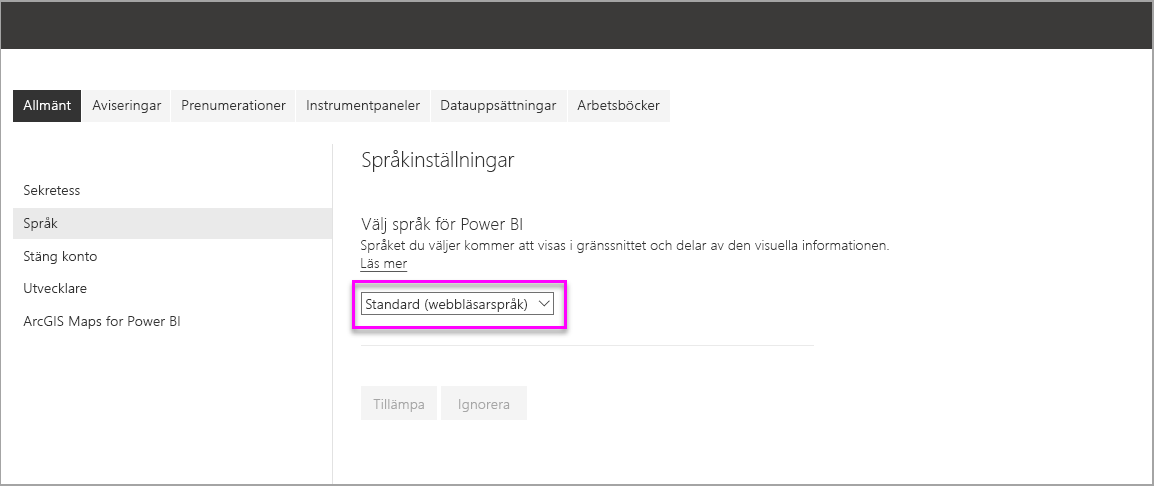 Allmänt Aviseringar Prenumerationer Instrumentpaneler Datauppsättningar Arbetsböcker
Sekretess
Språk
Stäng konto
Utvecklare
ArcGIS Maps for Power BI
Språkinställningar
Välj språk för Power BI
Språket du väljer kommer att visas i gränssnittet och delar av den visuella informationen.
Läs mer
Standard (webbläsarspråk)
Tillämpa Ignorera